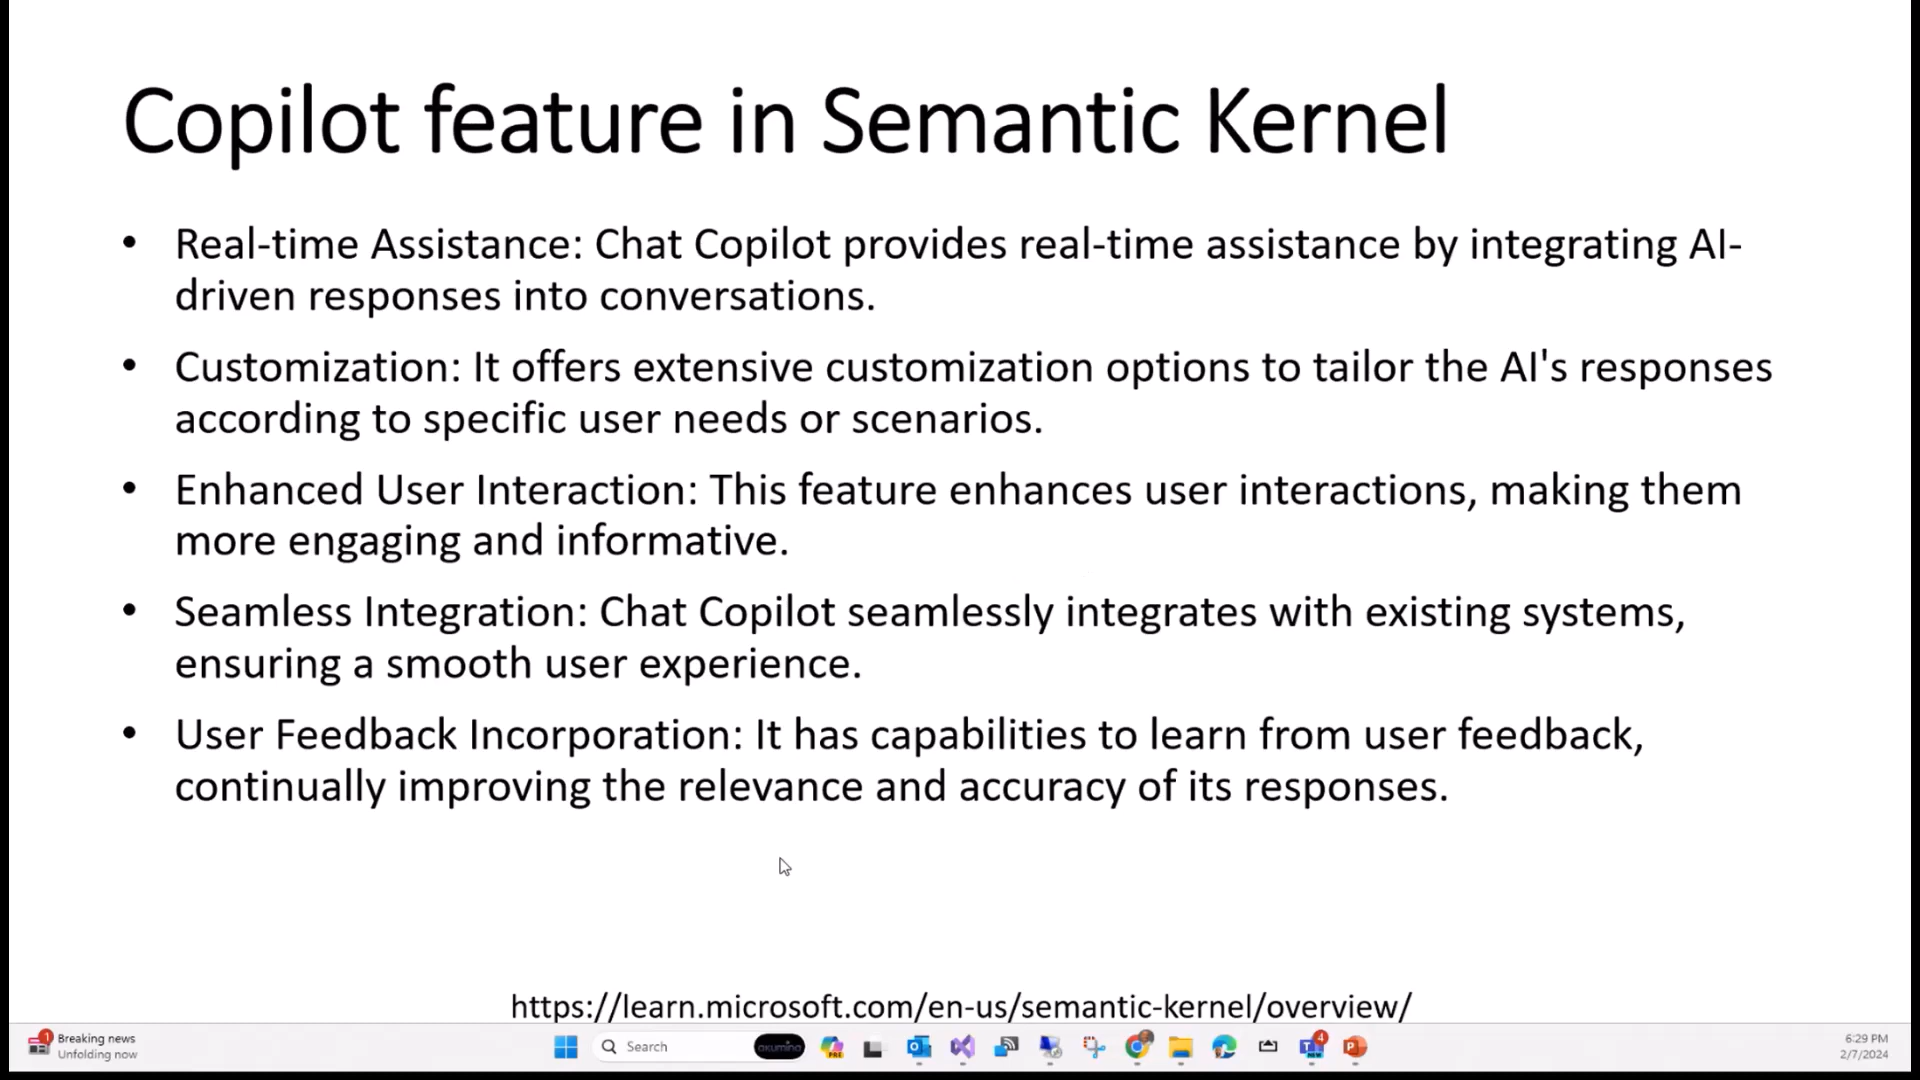 Copilot feature in Semantic Kernel
• Real-time Assistance: Chat Copilot provides real-time assistance by integrating AI-
driven responses into conversations.
• Customization: It offers extensive customization options to tailor the AI's responses
according to specific user needs or scenarios.
• Enhanced User Interaction: This feature enhances user interactions, making them
more engaging and informative.
• Seamless Integration: Chat Copilot seamlessly integrates with existing systems,
ensuring a smooth user experience.
• User Feedback Incorporation: It has capabilities to learn from user feedback,
continually improving the relevance and accuracy of its responses.
https://learn.microsoft.com/en-us/semantic-kernel/overview/
1
Breaking news
Unfolding now
Search
akumina
PRE
4
NEW
6:29 PM
2/7/2024